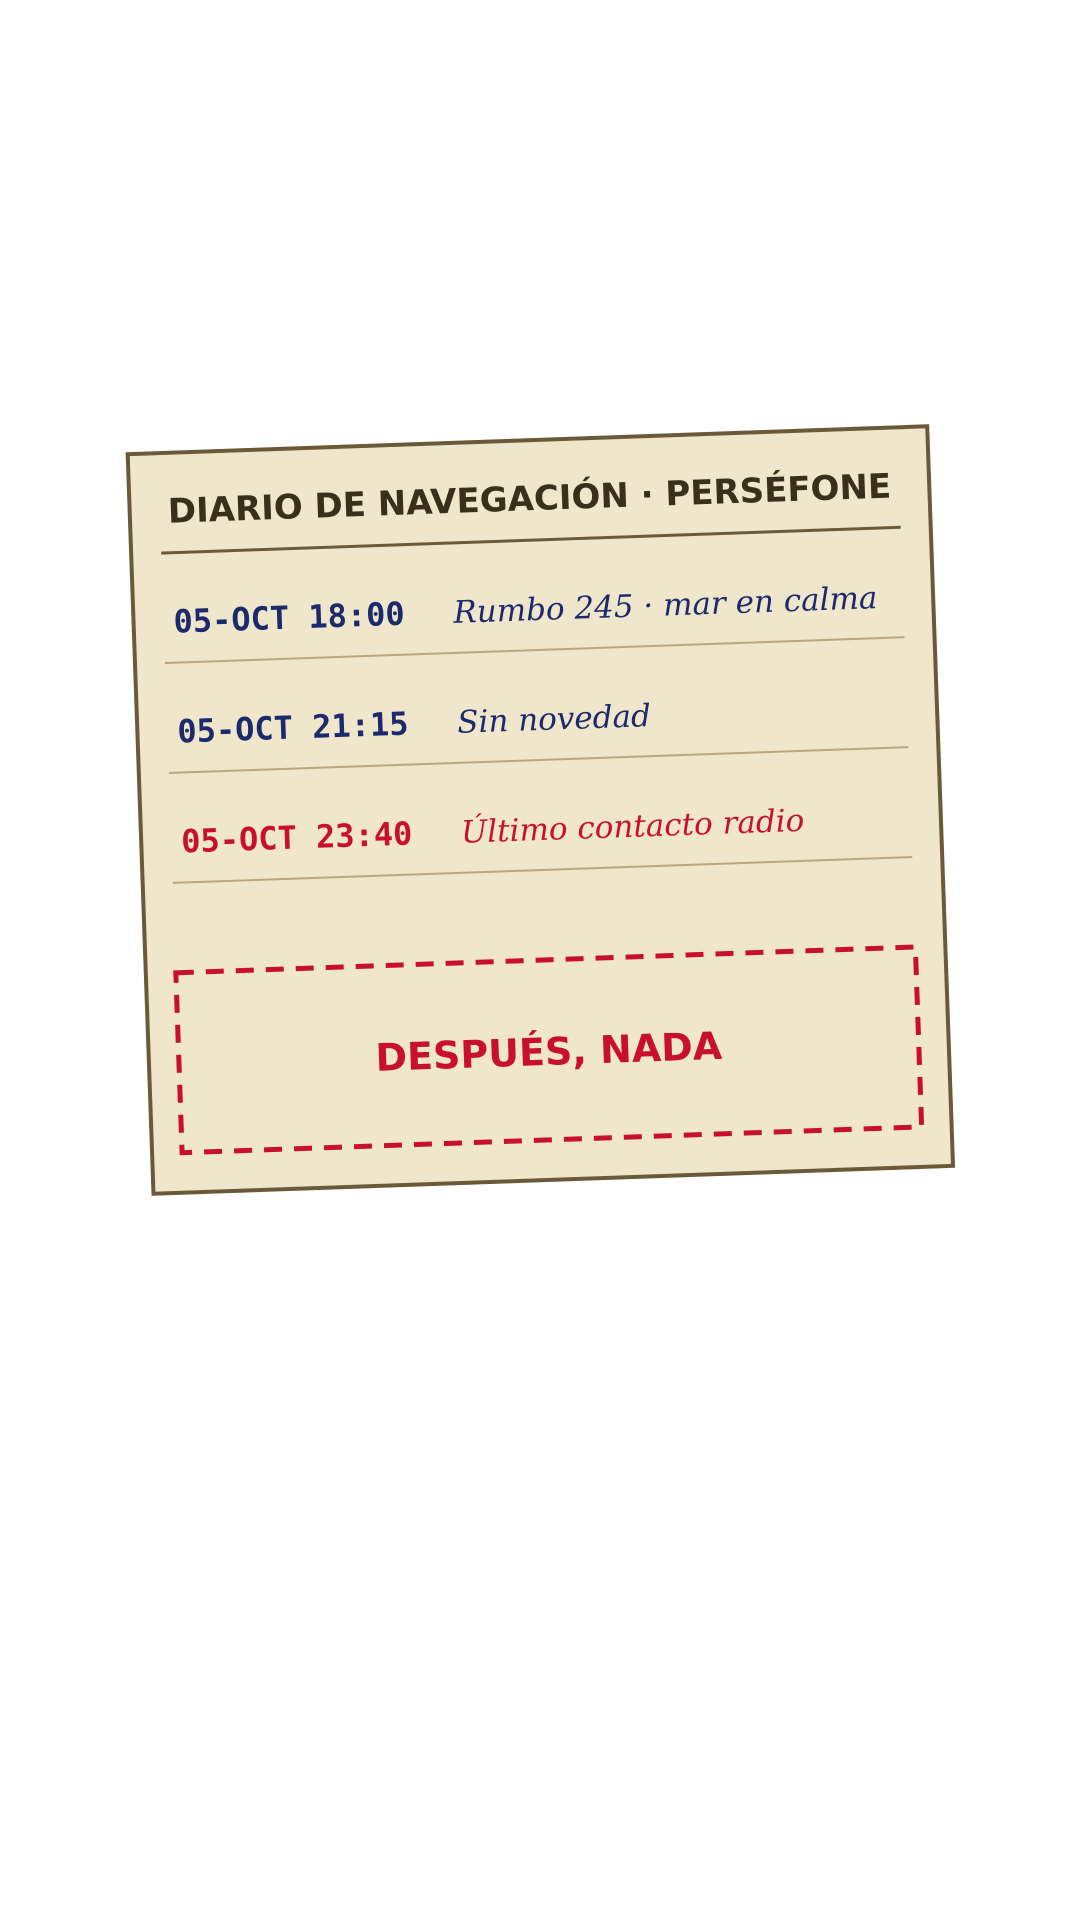 DIARIO DE NAVEGACIÓN · PERSÉFONE
05-OCT 18:00 Rumbo 245 · mar en calma
05-OCT 21:15 Sin novedad
05-OCT 23:40 Último contacto radio
DESPUÉS, NADA